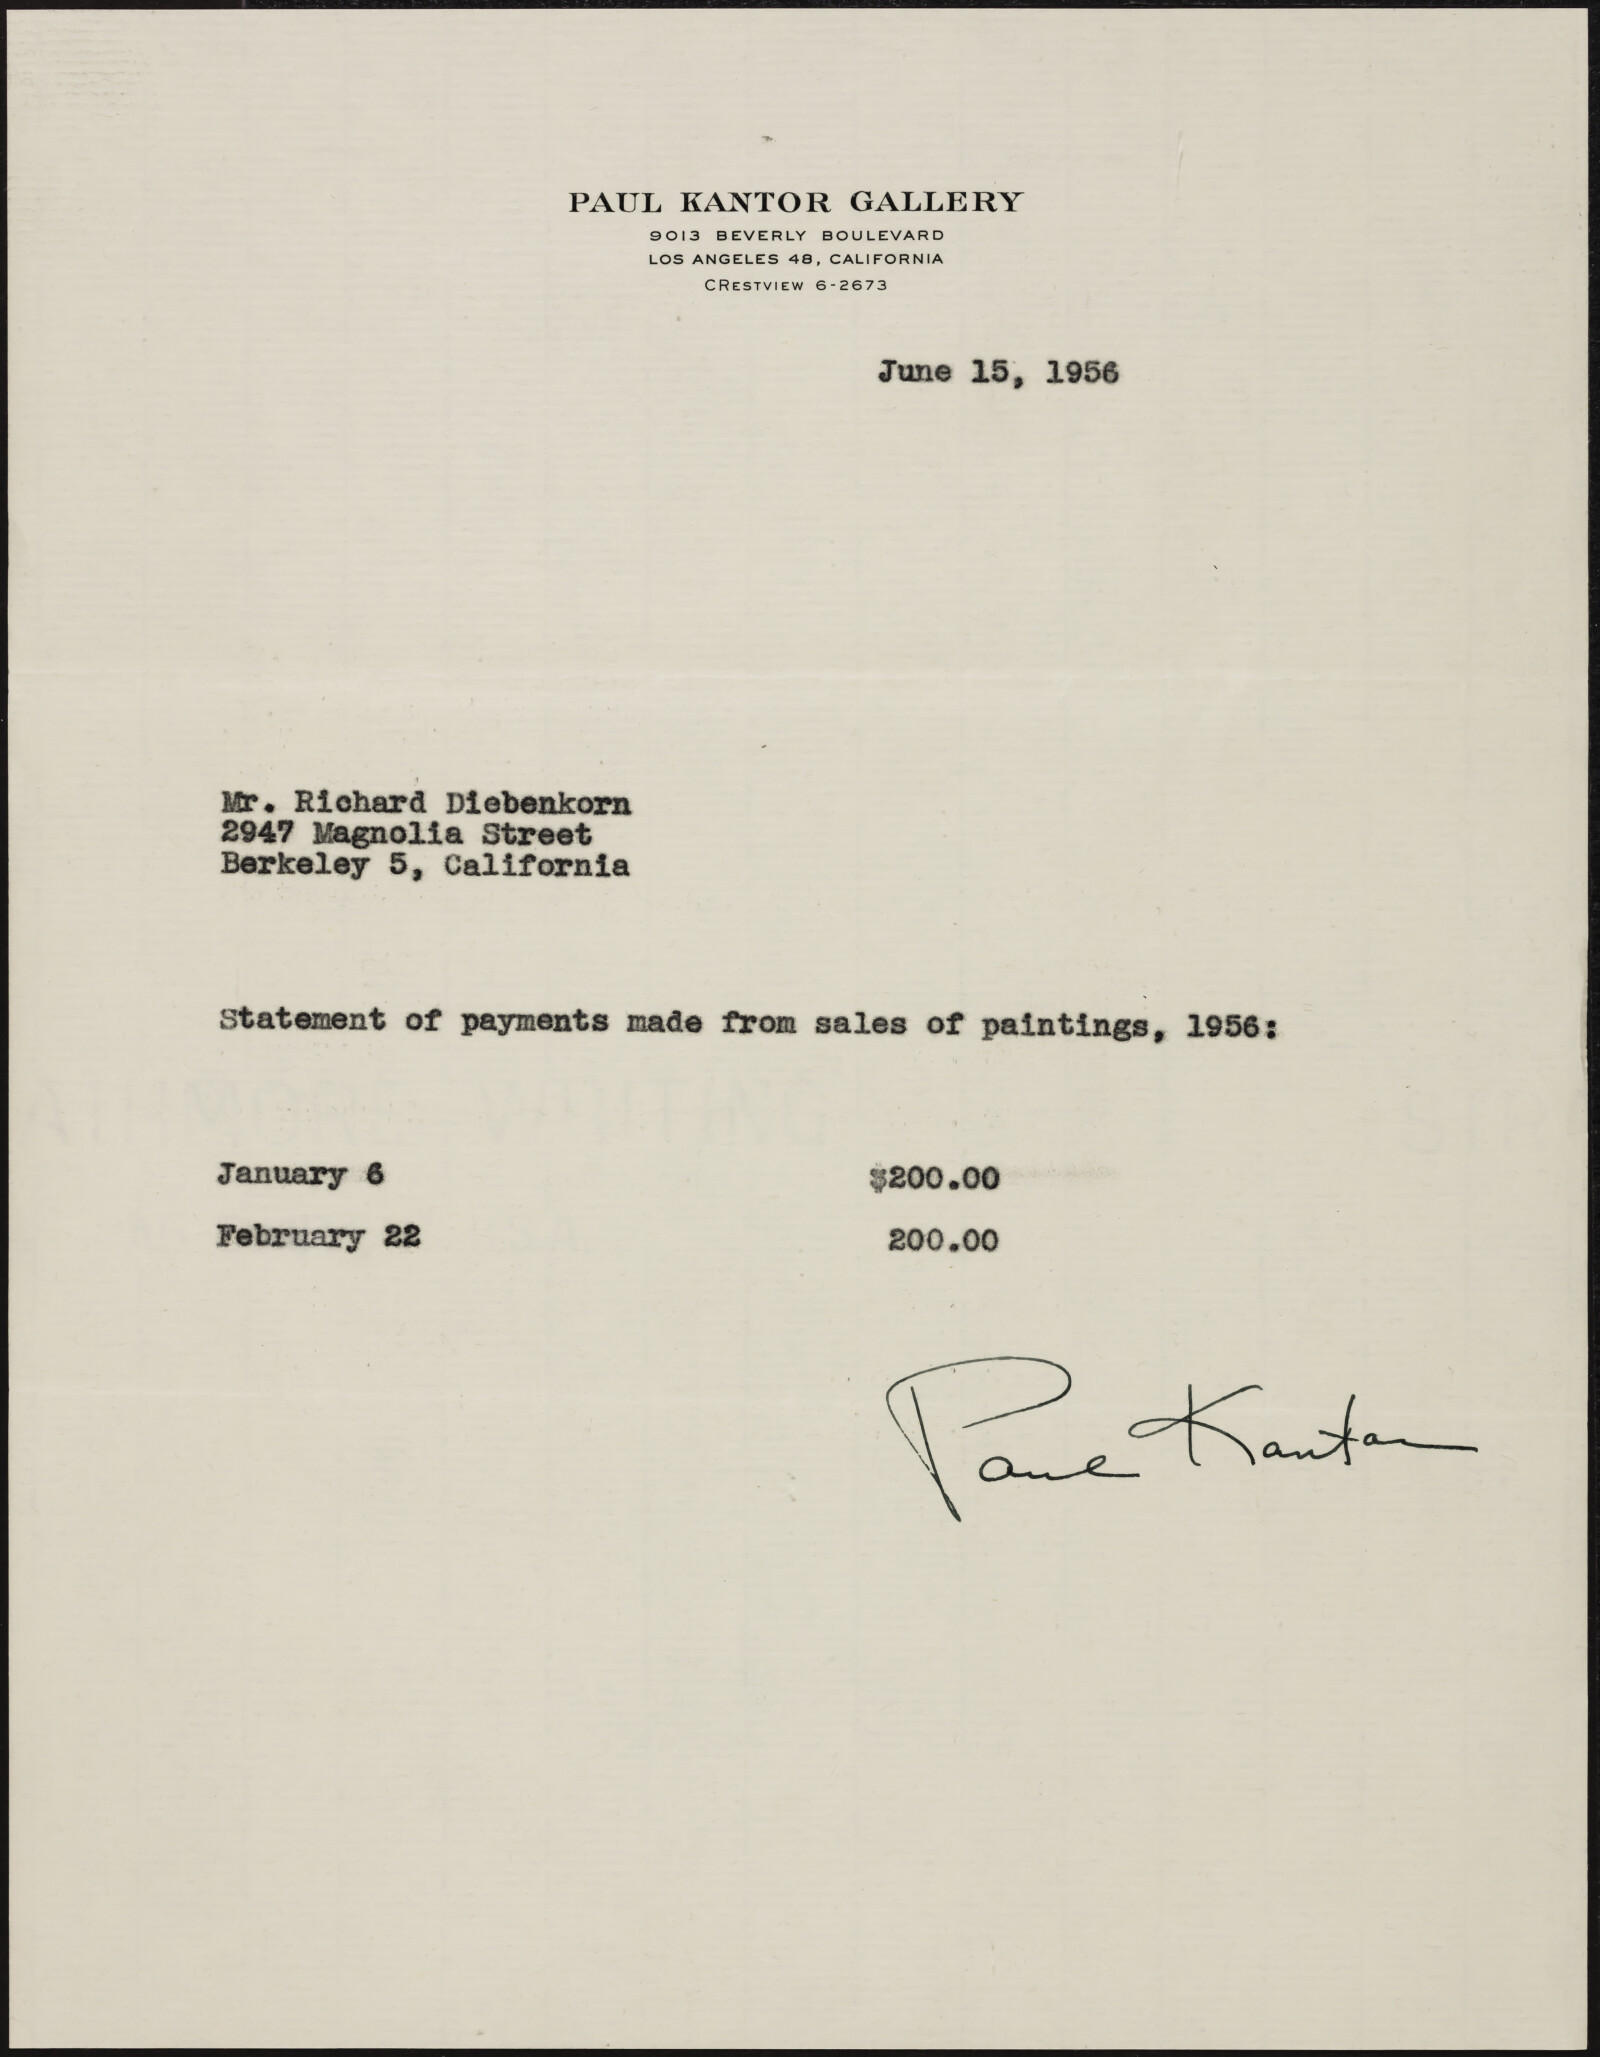 PAUL KANTOR GALLERY
9013 BEVERLY BOULEVARD
LOS ANGELES 48, CALIFORNIA
CRESTVIEW 6-2673
June 15, 1956
Mr. Richard Diebenkorn
2947 Magnolia Street
Berkeley 5, California
Statement of payments made from sales of paintings, 1956:
January 6 $200.00
February 22 200.00
Paul Kantor